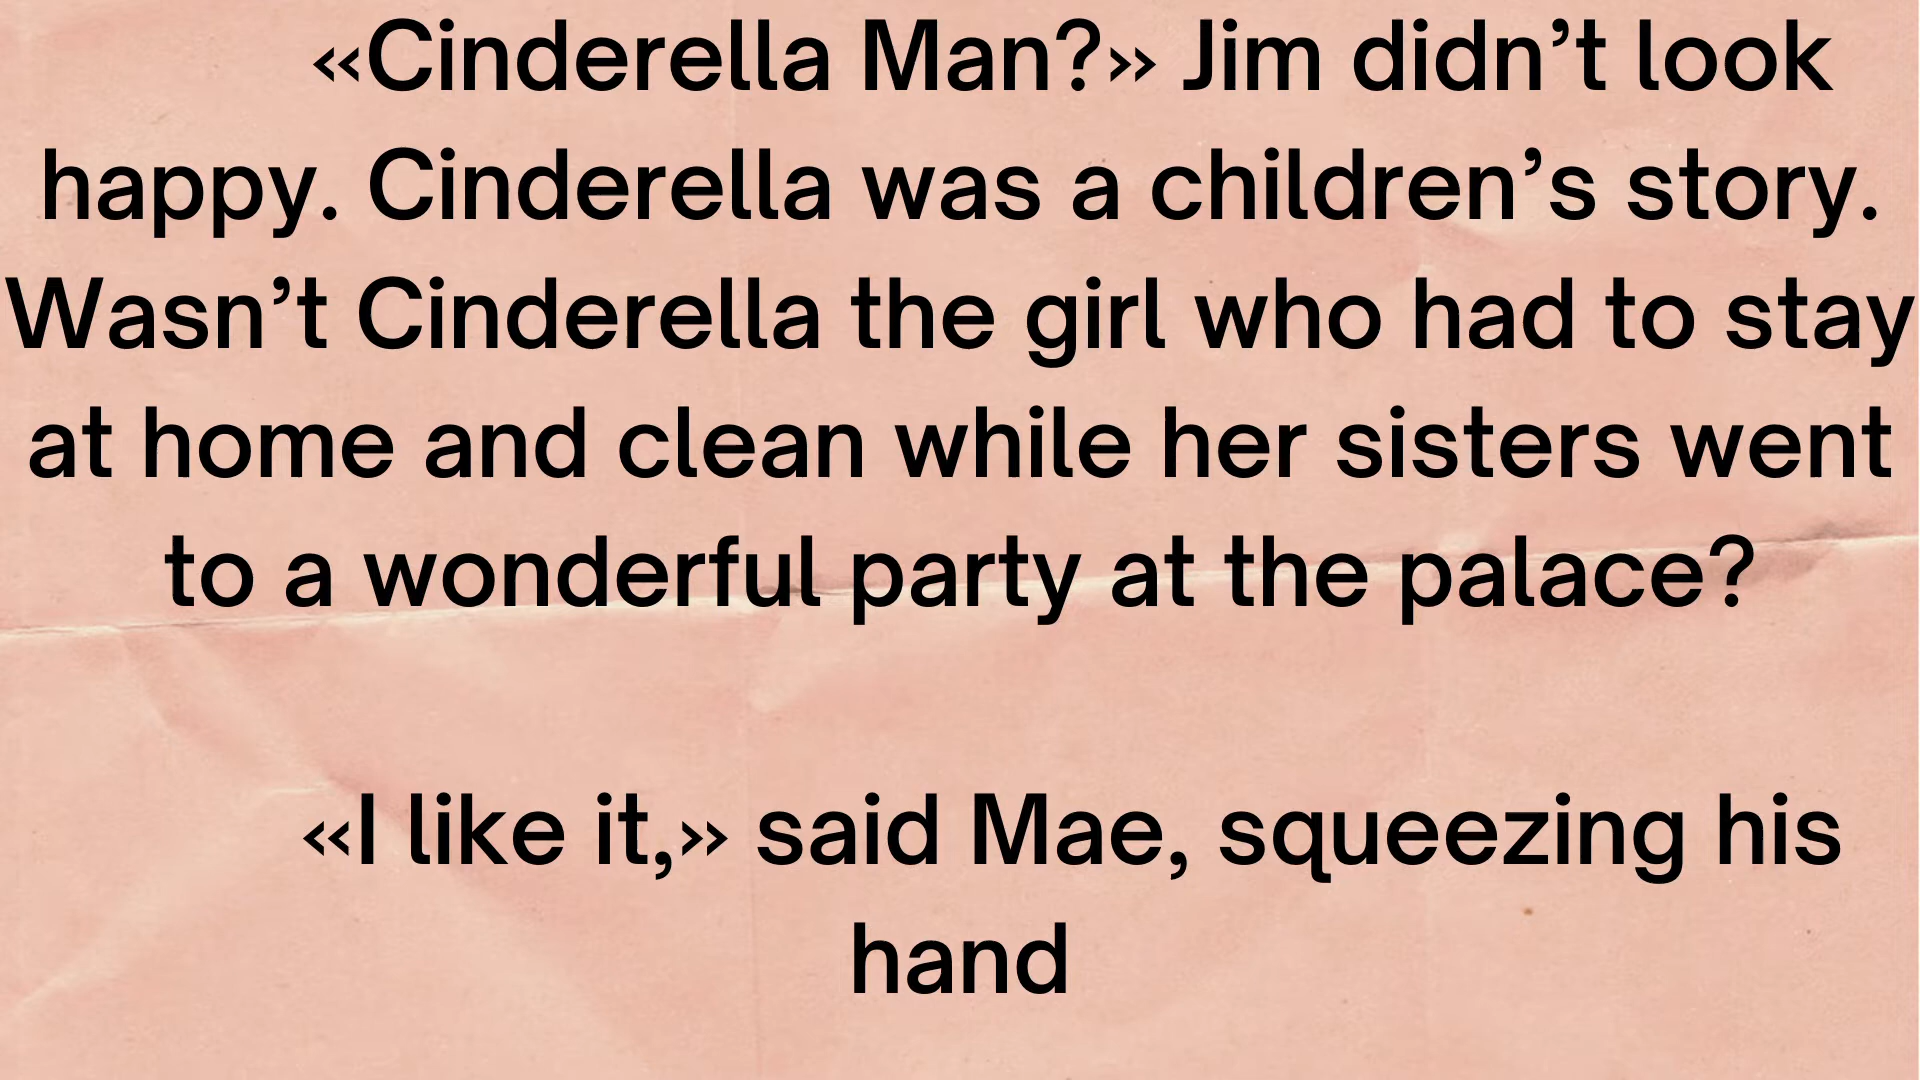 «Cinderella Man?» Jim didn’t look
happy. Cinderella was a children’s story.
Wasn’t Cinderella the girl who had to stay
at home and clean while her sisters went
to a wonderful party at the palace?
«I like it,» said Mae, squeezing his
hand